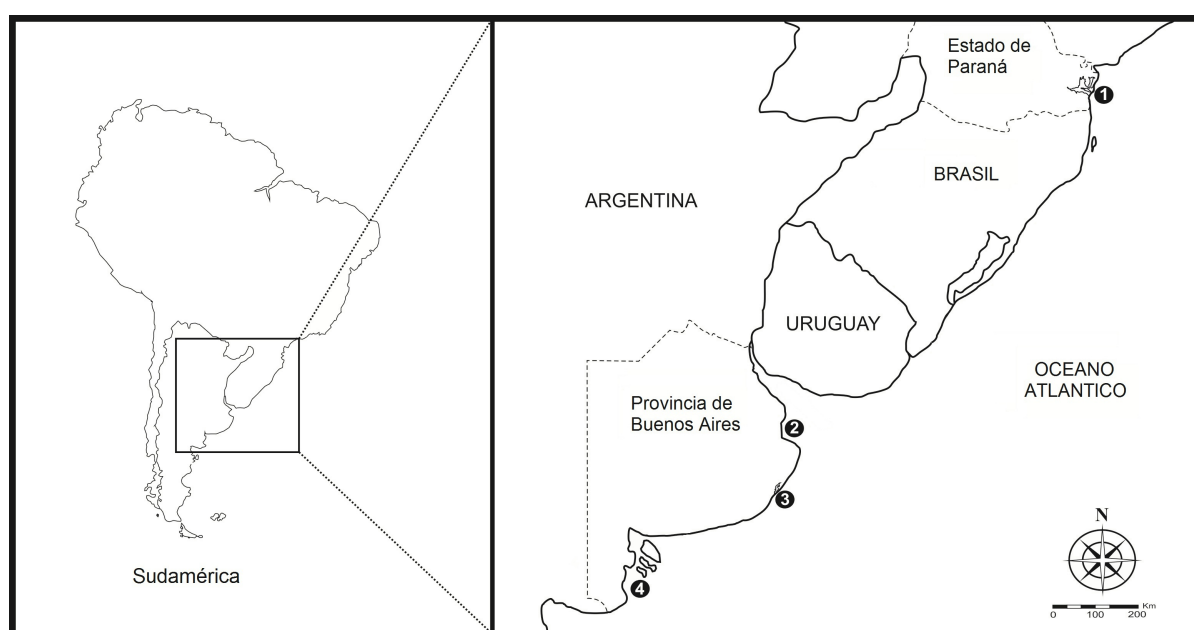 Sudamérica
Estado de
Paraná
1
BRASIL
ARGENTINA
URUGUAY
OCEANO
ATLANTICO
Provincia de
Buenos Aires
2
3
4
N
Km
0 100 200